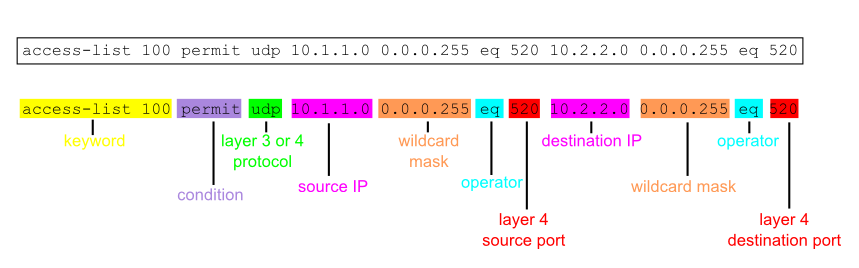 access-list 100 permit udp 10.1.1.0 0.0.0.255 eq 520 10.2.2.0 0.0.0.255 eq 520
access-list 100 permit udp 10.1.1.0 0.0.0.255 eq 520 10.2.2.0 0.0.0.255 eq 520
keyword
layer 3 or 4
protocol
wildcard
mask
destination IP
operator
condition
source IP
operator
wildcard mask
layer 4
source port
layer 4
destination port